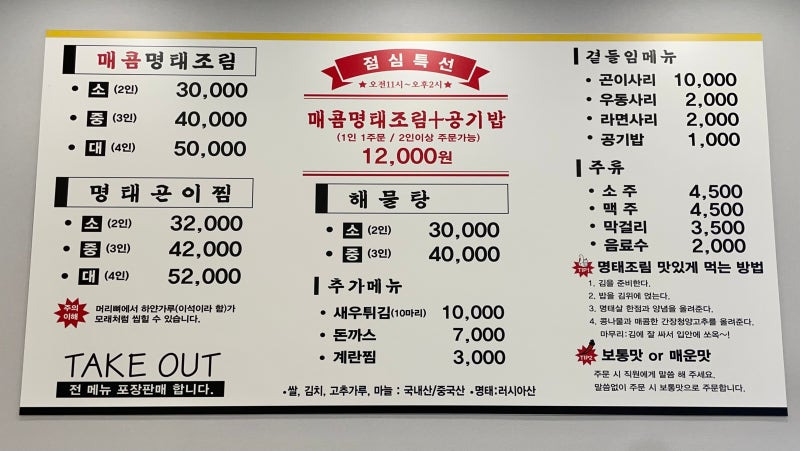 매콤명태조림
• 소 (2인) 30,000
• 중 (3인) 40,000
• 대 (4인) 50,000
명태곤이찜
• 소 (2인) 32,000
• 중 (3인) 42,000
• 대 (4인) 52,000
주의
이해
머리뼈에서 하얀가루(이석이라 함)가
모래처럼 씹힐 수 있습니다.
TAKE OUT
전 메뉴 포장판매 합니다.
점심특선
★오전11시~오후2시★
매콤명태조림+공기밥
(1인 1주문 / 2인이상 주문가능)
12,000원
해물탕
• 소 (2인) 30,000
• 중 (3인) 40,000
추가메뉴
• 새우튀김(10마리) 10,000
• 돈까스 7,000
• 계란찜 3,000
•쌀, 김치, 고추가루, 마늘 : 국내산/중국산 •명태:러시아산
곁들임메뉴
• 곤이사리 10,000
• 우동사리 2,000
• 라면사리 2,000
• 공기밥 1,000
주류
• 소주 4,500
• 맥주 4,500
• 막걸리 3,500
• 음료수 2,000
TIP1 명태조림 맛있게 먹는 방법
1. 김을 준비한다.
2. 밥을 김위에 얹는다.
3. 명태살 한점과 양념을 올려준다.
4. 콩나물과 매콤한 간장청양고추를 올려준다.
마무리:김에 잘 싸서 입안에 쏘옥~!
TIP2 보통맛 or 매운맛
주문 시 직원에게 말씀 해 주세요.
말씀없이 주문 시 보통맛으로 주문합니다.